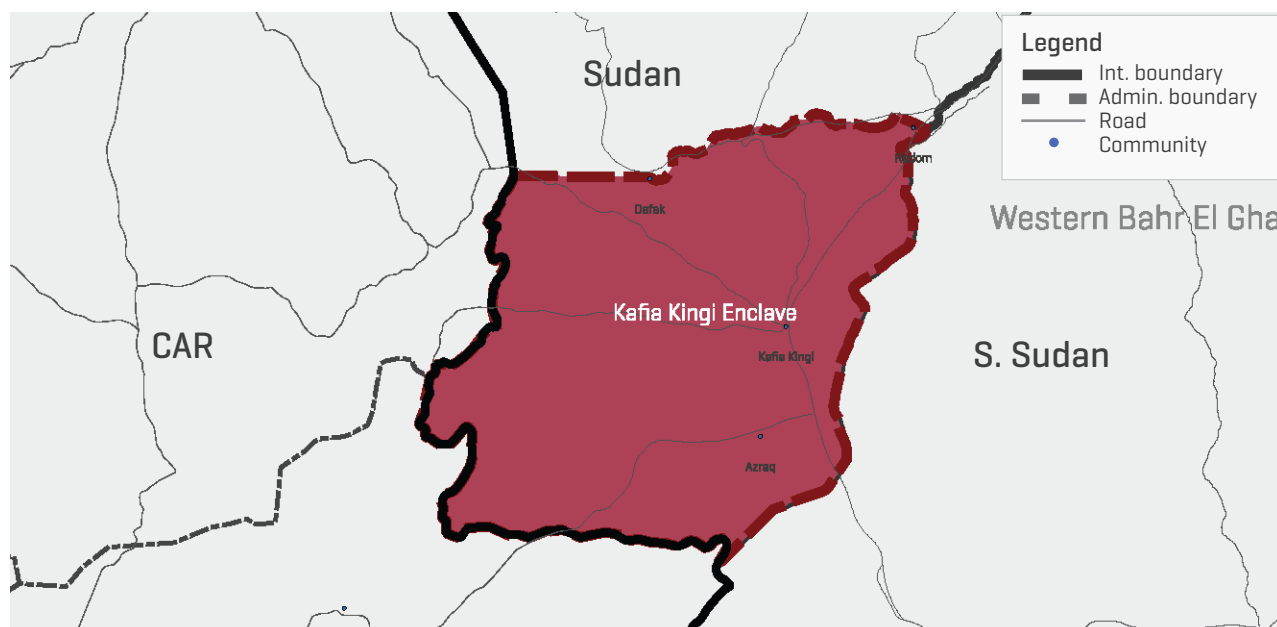 Legend
Int. boundary
Admin. boundary
Road
Community
Sudan
Radom
Dafak
Western Bahr El Gha
Kafia Kingi Enclave
CAR
Kafia Kingi
S. Sudan
Azraq